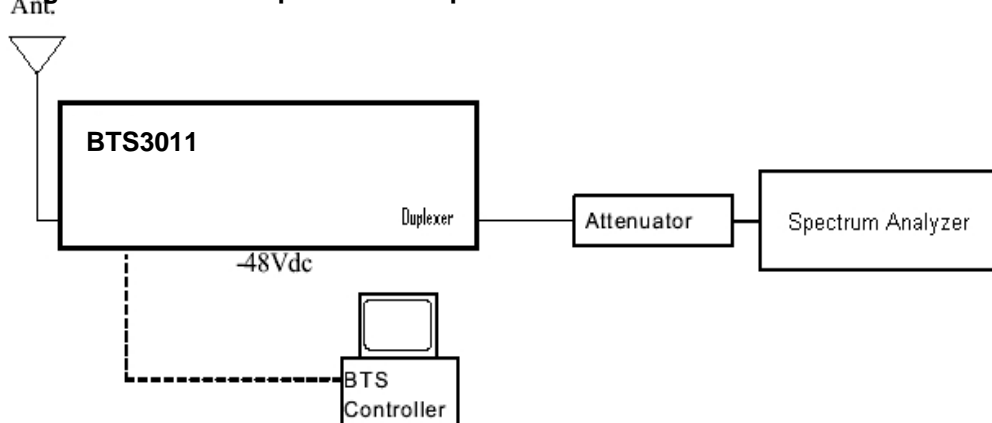 Ant.
BTS3011
Duplexer
Attenuator
Spectrum Analyzer
-48Vdc
BTS
Controller